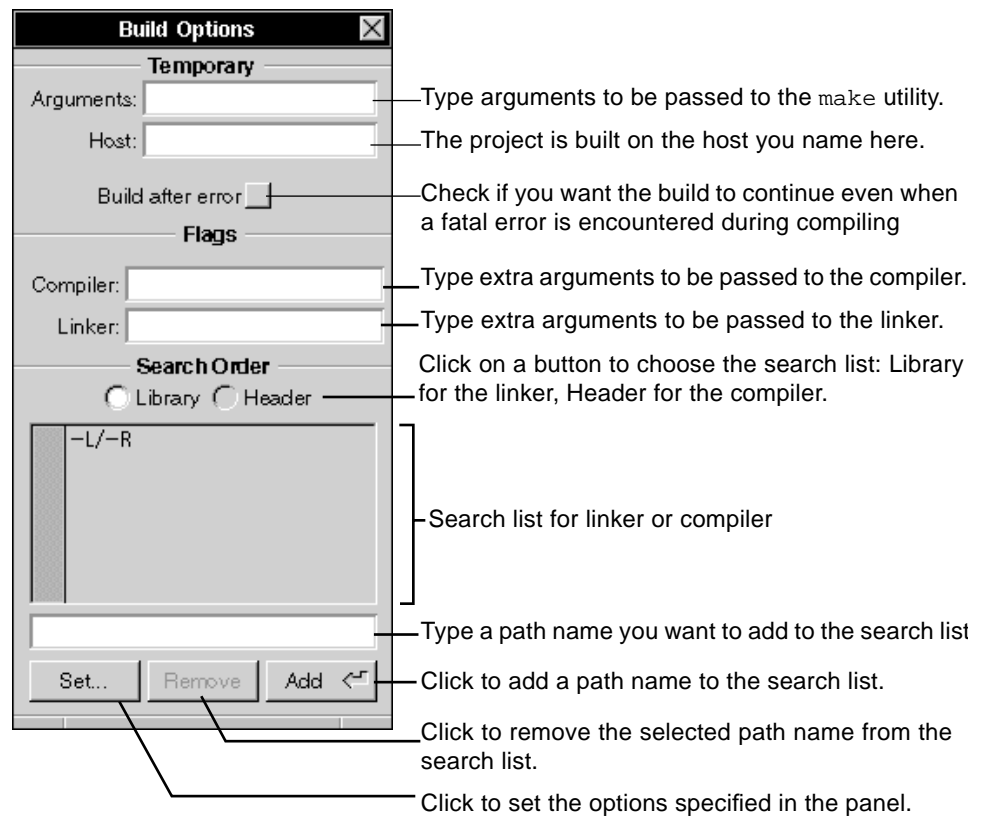 Build Options
Temporary
Arguments:
Type arguments to be passed to the make utility.
Host:
The project is built on the host you name here.
Build after error
Check if you want the build to continue even when
a fatal error is encountered during compiling
Flags
Compiler:
Type extra arguments to be passed to the compiler.
Linker:
Type extra arguments to be passed to the linker.
Search Order
Click on a button to choose the search list: Library
for the linker, Header for the compiler.
Library Header
-L/-R
Search list for linker or compiler
Type a path name you want to add to the search list
Set... Remove Add
Click to add a path name to the search list.
Click to remove the selected path name from the
search list.
Click to set the options specified in the panel.